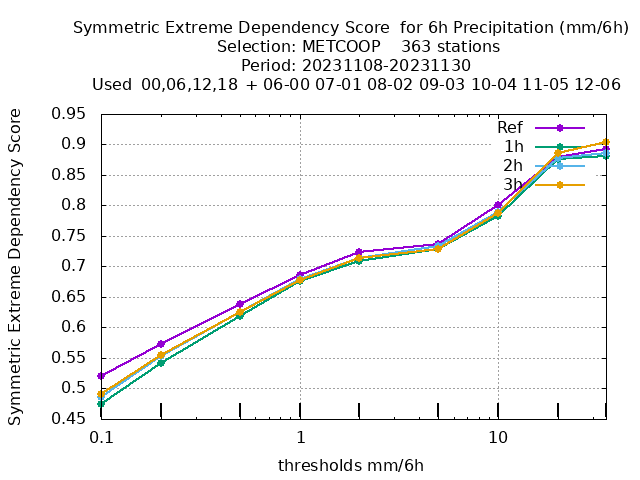 Symmetric Extreme Dependency Score  for 6h Precipitation (mm/6h)
Selection: METCOOP    363 stations
Period: 20231108-20231130
Used  00,06,12,18  + 06-00 07-01 08-02 09-03 10-04 11-05 12-06
Symmetric Extreme Dependency Score
0.95
0.9
0.85
0.8
0.75
0.7
0.65
0.6
0.55
0.5
0.45
Ref
1h
2h
3h
0.1 1 10
thresholds mm/6h